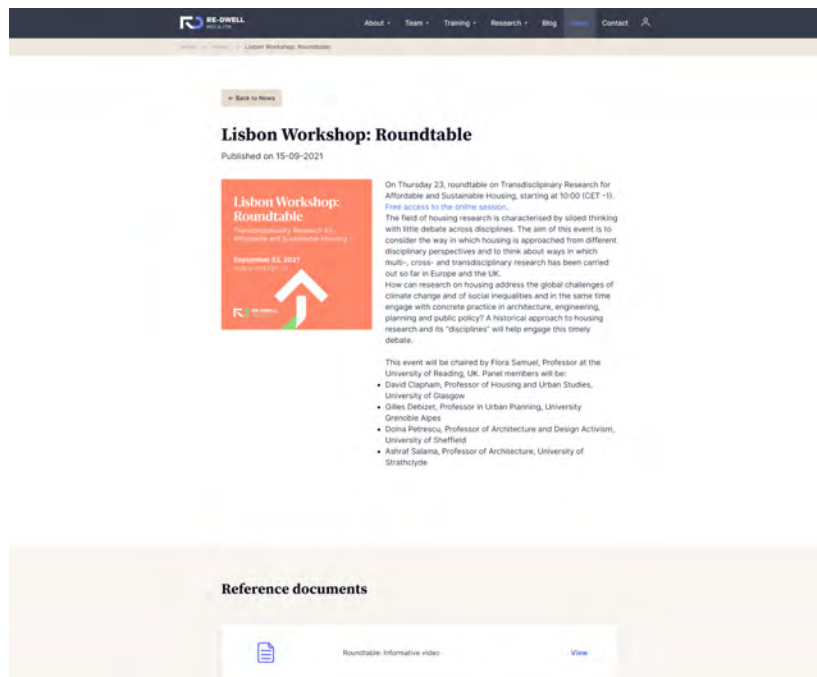 RE-DWELL
About Team Training Research Blog News Contact
Lisbon Workshop: Roundtable
← Back to News
Lisbon Workshop: Roundtable
Published on 15-09-2021
Lisbon Workshop:
Roundtable
Transdisciplinary Research for
Affordable and Sustainable Housing
September 23, 2021
RE-DWELL
On Thursday 23, roundtable on Transdisciplinary Research for
Affordable and Sustainable Housing, starting at 10:00 (CET -1).
Free access to the online session.
The field of housing research is characterised by siloed thinking
with little debate across disciplines. The aim of this event is to
consider the way in which housing is approached from different
disciplinary perspectives and to think about ways in which
multi-, cross- and transdisciplinary research has been carried
out so far in Europe and the UK.
How can research on housing address the global challenges of
climate change and of social inequalities and in the same time
engage with concrete practice in architecture, engineering,
planning and public policy? A historical approach to housing
research and its "disciplines" will help engage this timely
debate.
This event will be chaired by Flora Samuel, Professor at the
University of Reading, UK. Panel members will be:
• David Clapham, Professor of Housing and Urban Studies,
University of Glasgow
• Gilles Debizet, Professor in Urban Planning, University
Grenoble Alpes
• Doina Petrescu, Professor of Architecture and Design Activism,
University of Sheffield
• Ashraf Salama, Professor of Architecture, University of
Strathclyde
Reference documents
Roundtable: Informative video
View